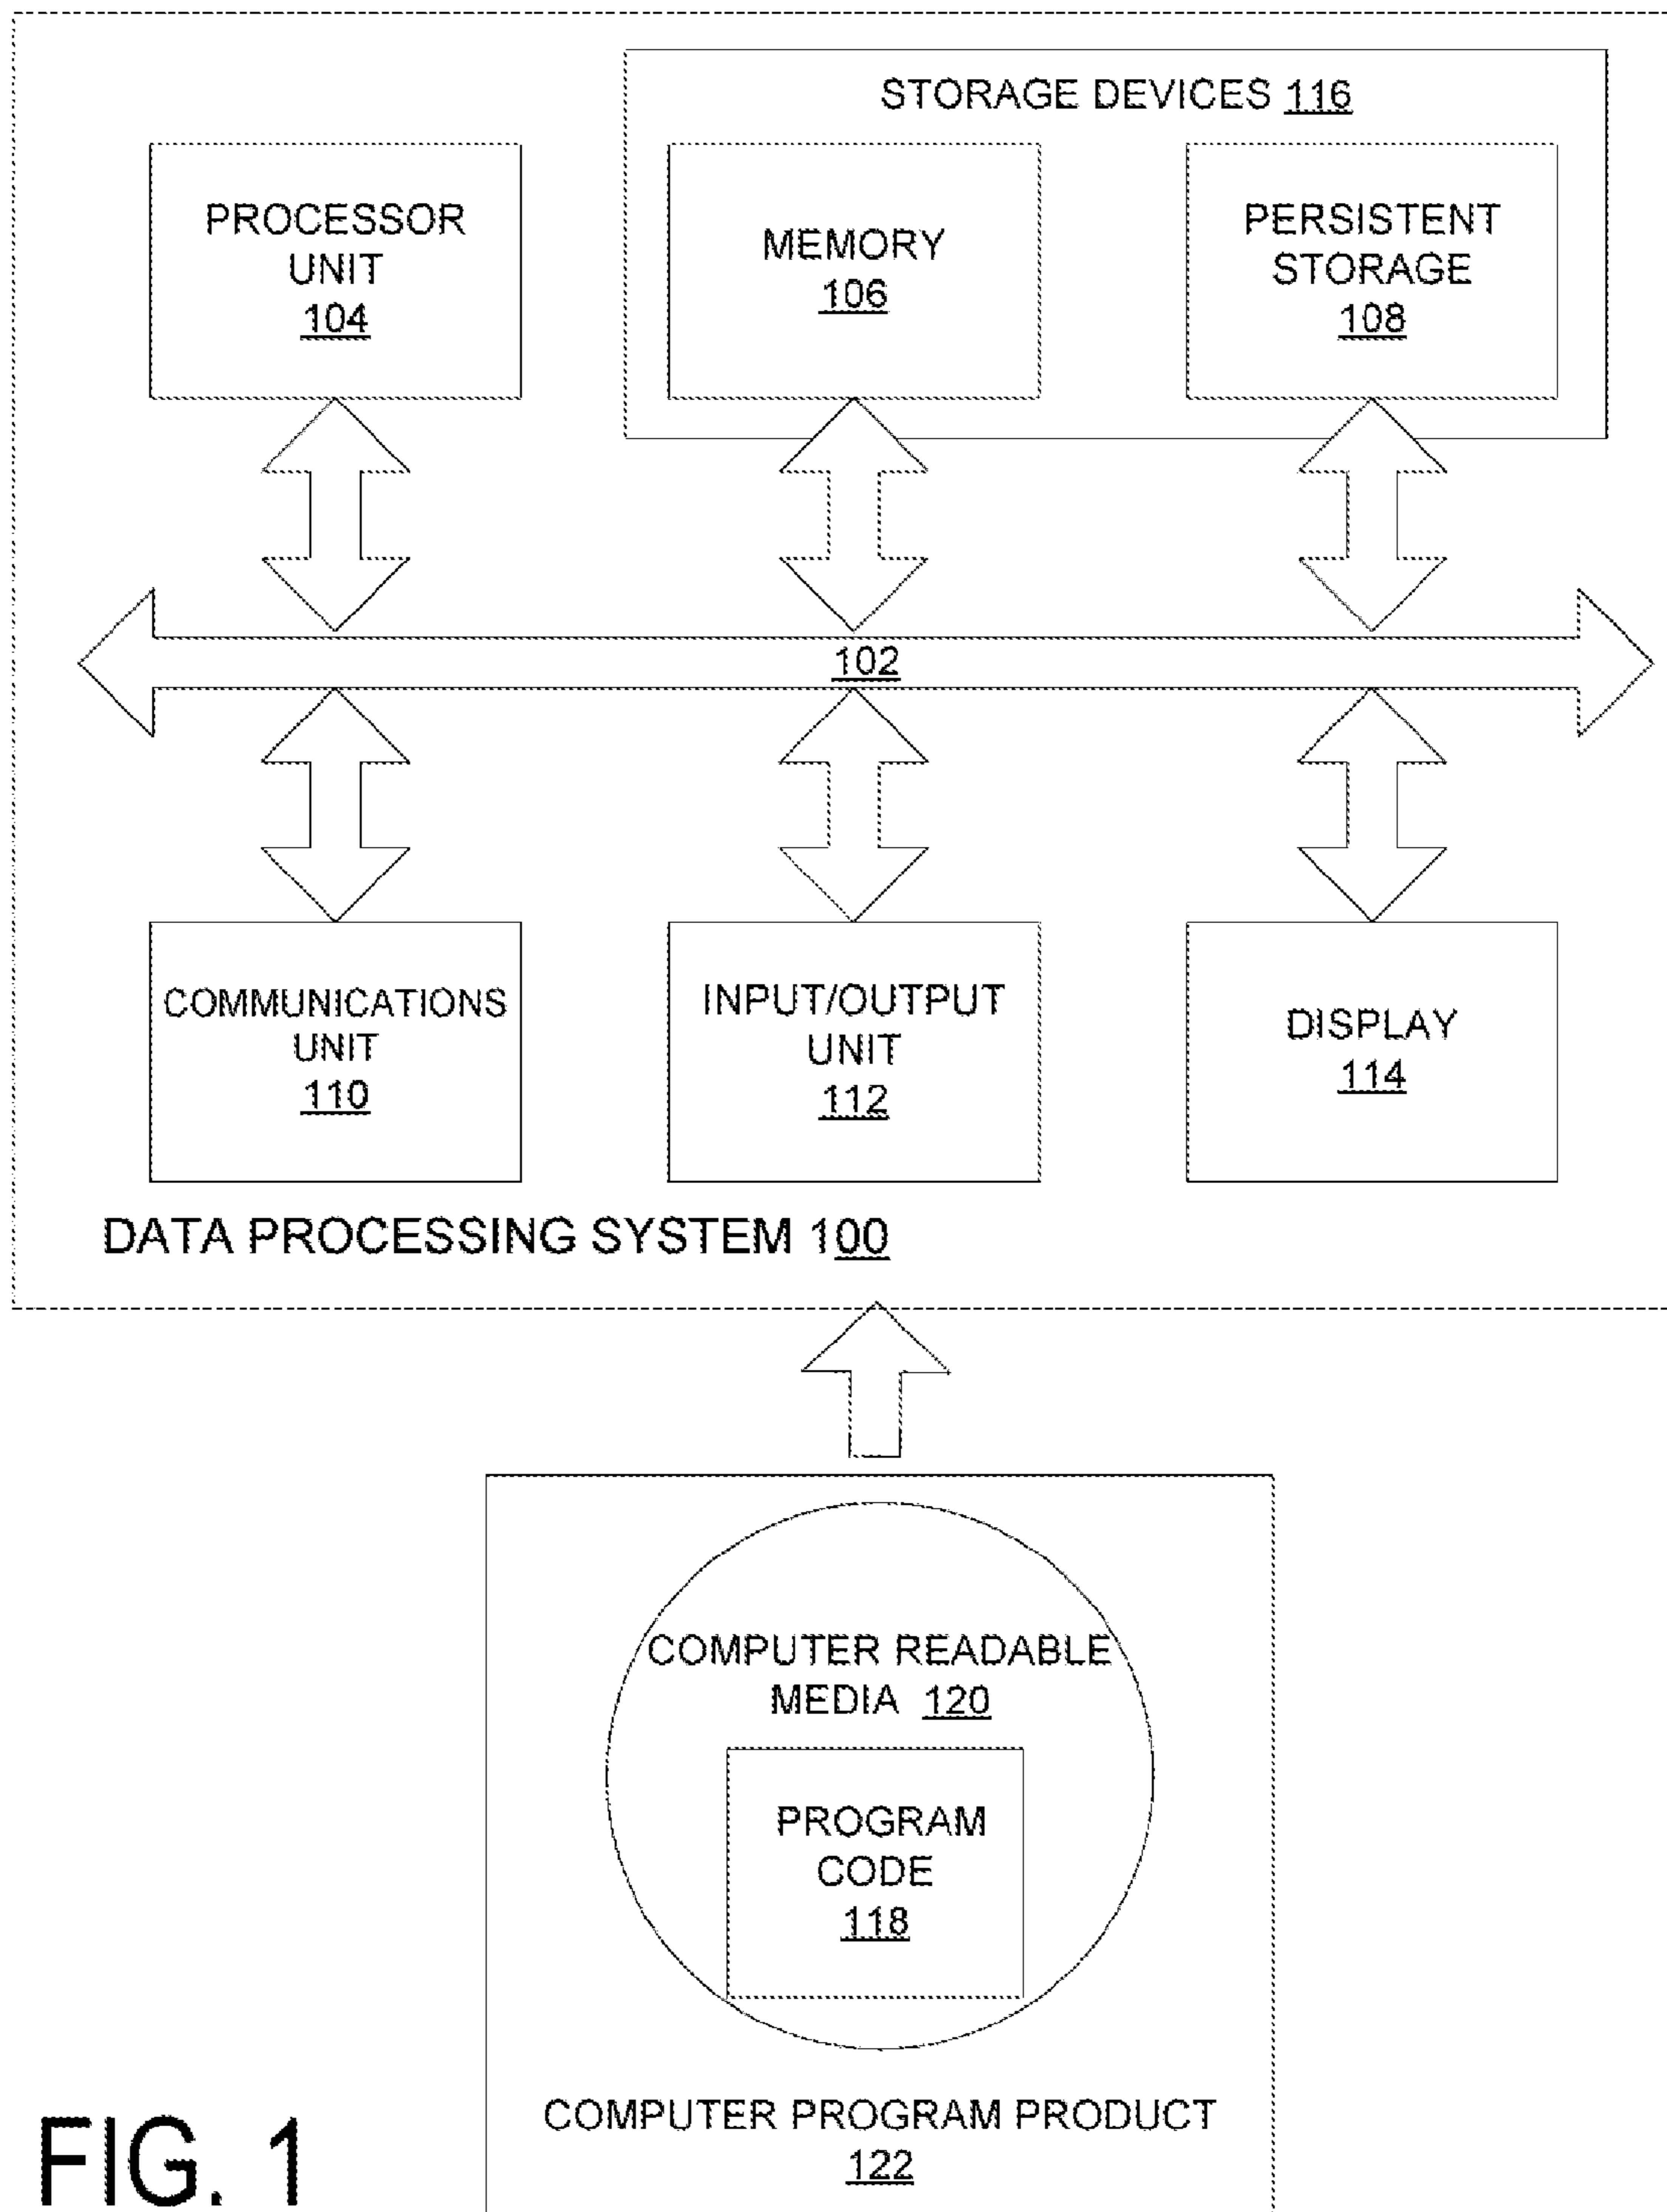 STORAGE DEVICES 116
PROCESSOR
UNIT
104
MEMORY
106
PERSISTENT
STORAGE
108
102
COMMUNICATIONS
UNIT
110
INPUT/OUTPUT
UNIT
112
DISPLAY
114
DATA PROCESSING SYSTEM 100
COMPUTER READABLE
MEDIA 120
PROGRAM
CODE
118
COMPUTER PROGRAM PRODUCT
122
FIG. 1